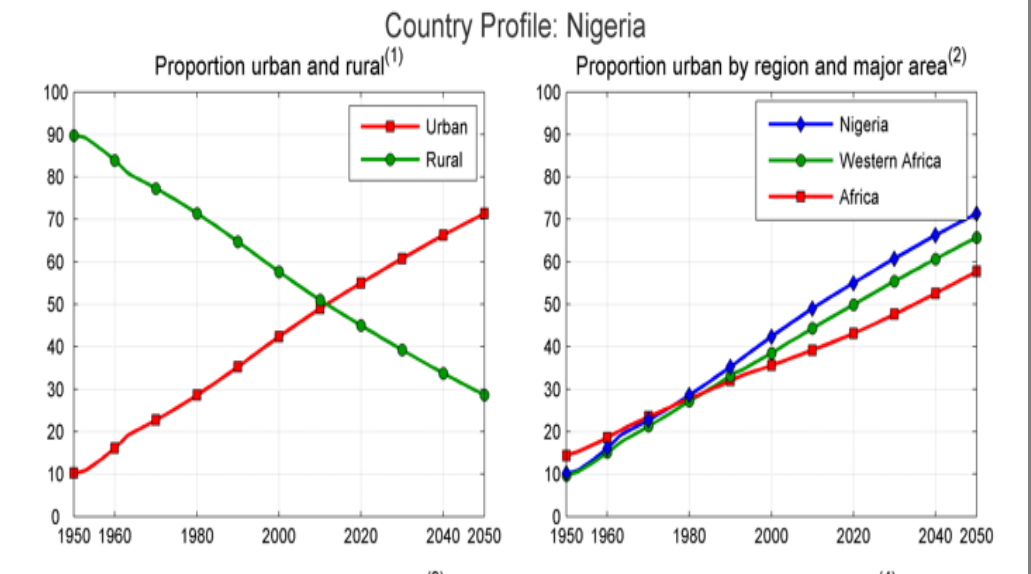 Country Profile: Nigeria
Proportion urban and rural(1)
100
90
80
70
60
50
40
30
20
10
0
1950 1960 1980 2000 2020 2040 2050
Urban
Rural
Proportion urban by region and major area(2)
100
90
80
70
60
50
40
30
20
10
0
1950 1960 1980 2000 2020 2040 2050
Nigeria
Western Africa
Africa